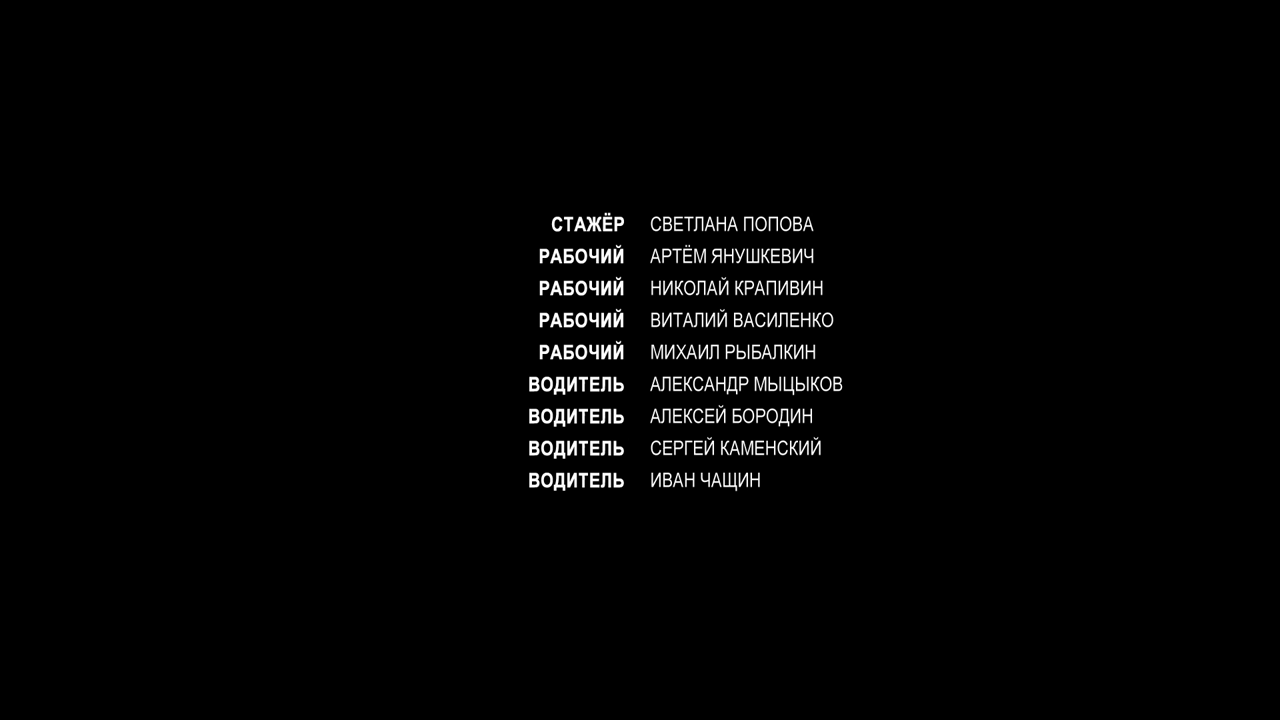 СТАЖЁР СВЕТЛАНА ПОПОВА
РАБОЧИЙ АРТЁМ ЯНУШКЕВИЧ
РАБОЧИЙ НИКОЛАЙ КРАПИВИН
РАБОЧИЙ ВИТАЛИЙ ВАСИЛЕНКО
РАБОЧИЙ МИХАИЛ РЫБАЛКИН
ВОДИТЕЛЬ АЛЕКСАНДР МЫЦЫКОВ
ВОДИТЕЛЬ АЛЕКСЕЙ БОРОДИН
ВОДИТЕЛЬ СЕРГЕЙ КАМЕНСКИЙ
ВОДИТЕЛЬ ИВАН ЧАЩИН